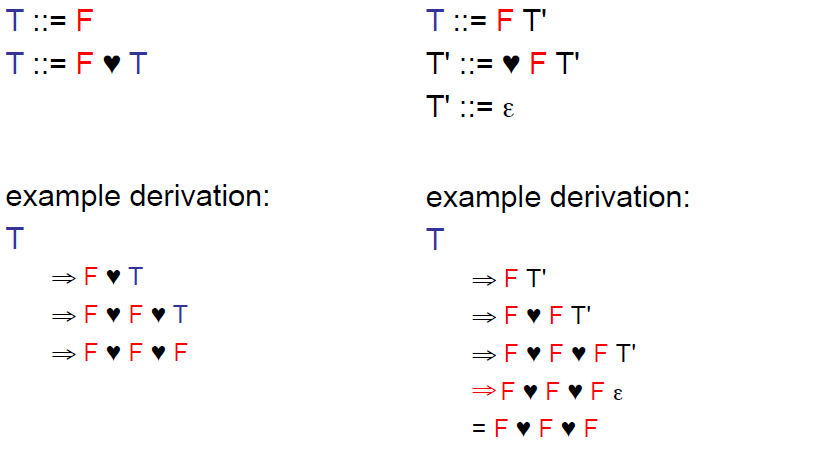 T ::= F
T ::= F ♥ T
example derivation:
T
⇒ F ♥ T
⇒ F ♥ F ♥ T
⇒ F ♥ F ♥ F
T ::= F T'
T' ::= ♥ F T'
T' ::= ε
example derivation:
T
⇒ F T'
⇒ F ♥ F T'
⇒ F ♥ F ♥ F T'
⇒ F ♥ F ♥ F ε
= F ♥ F ♥ F